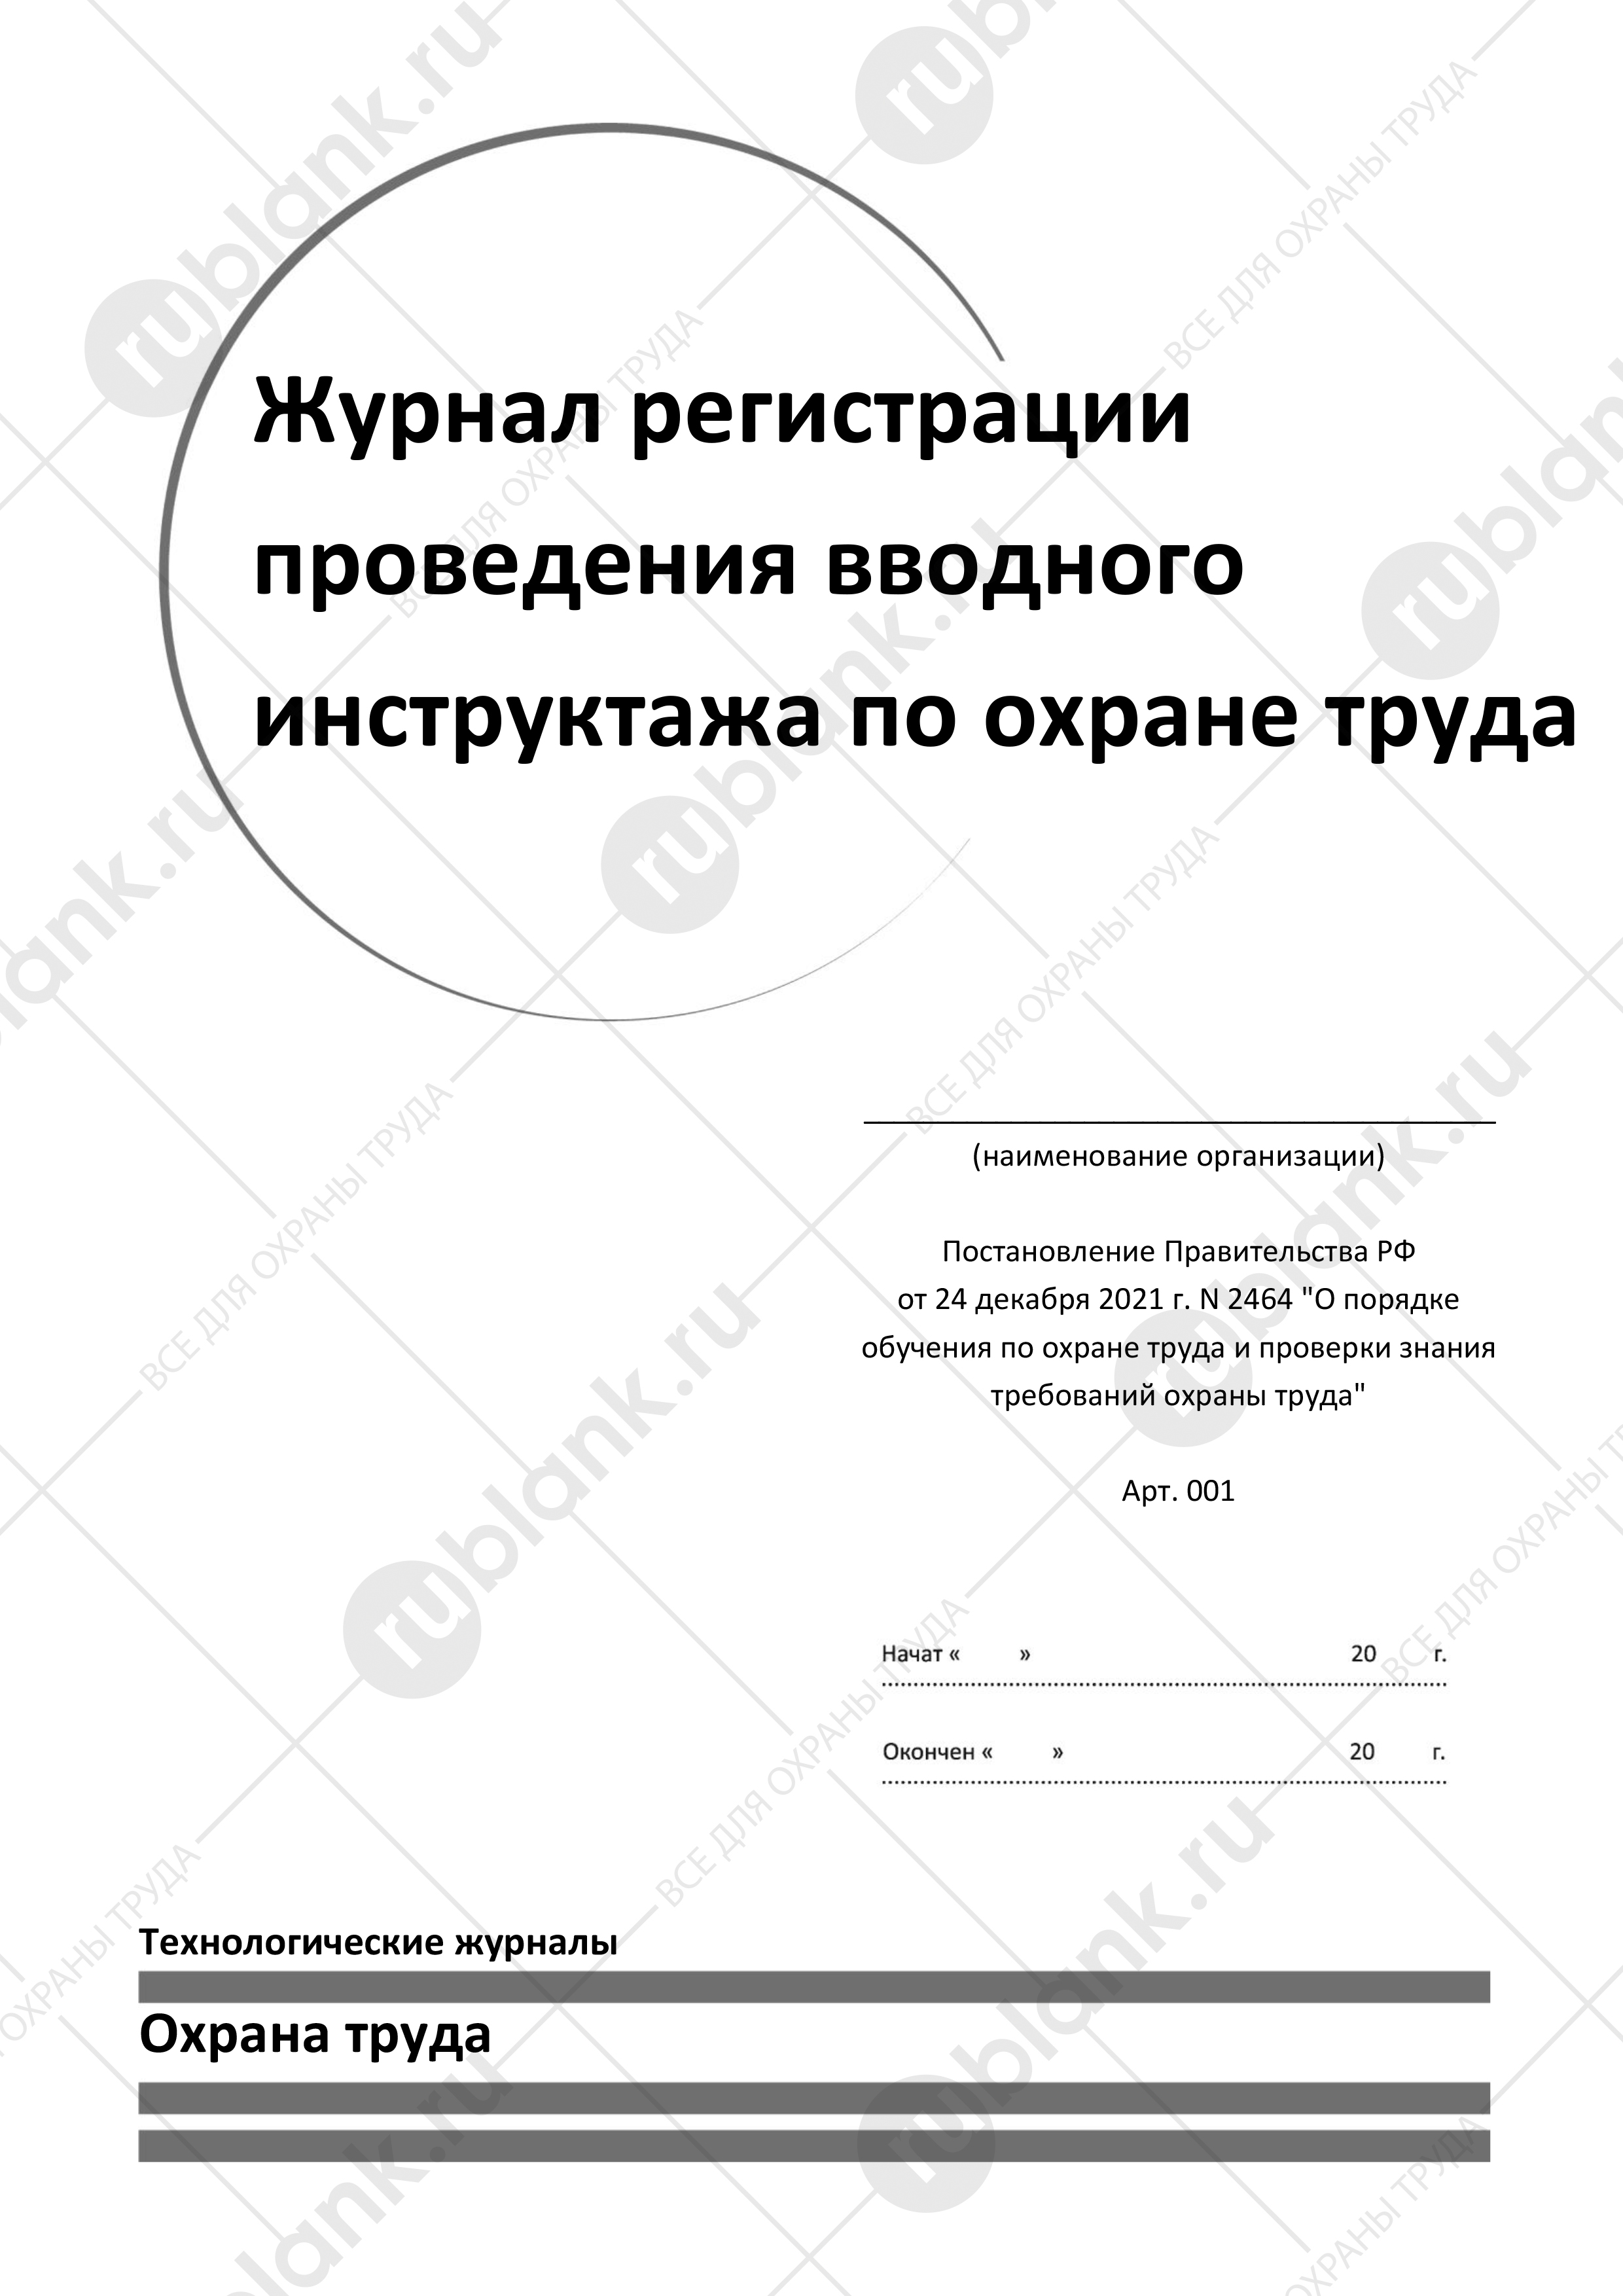 Журнал регистрации
проведения вводного
инструктажа по охране труда
(наименование организации)
Постановление Правительства РФ
от 24 декабря 2021 г. N 2464 "О порядке
обучения по охране труда и проверки знания
требований охраны труда"
Арт. 001
Начат « » 20 г.
Окончен « » 20 г.
Технологические журналы
Охрана труда
rublank.ru
ВСЕ ДЛЯ ОХРАНЫ ТРУДА